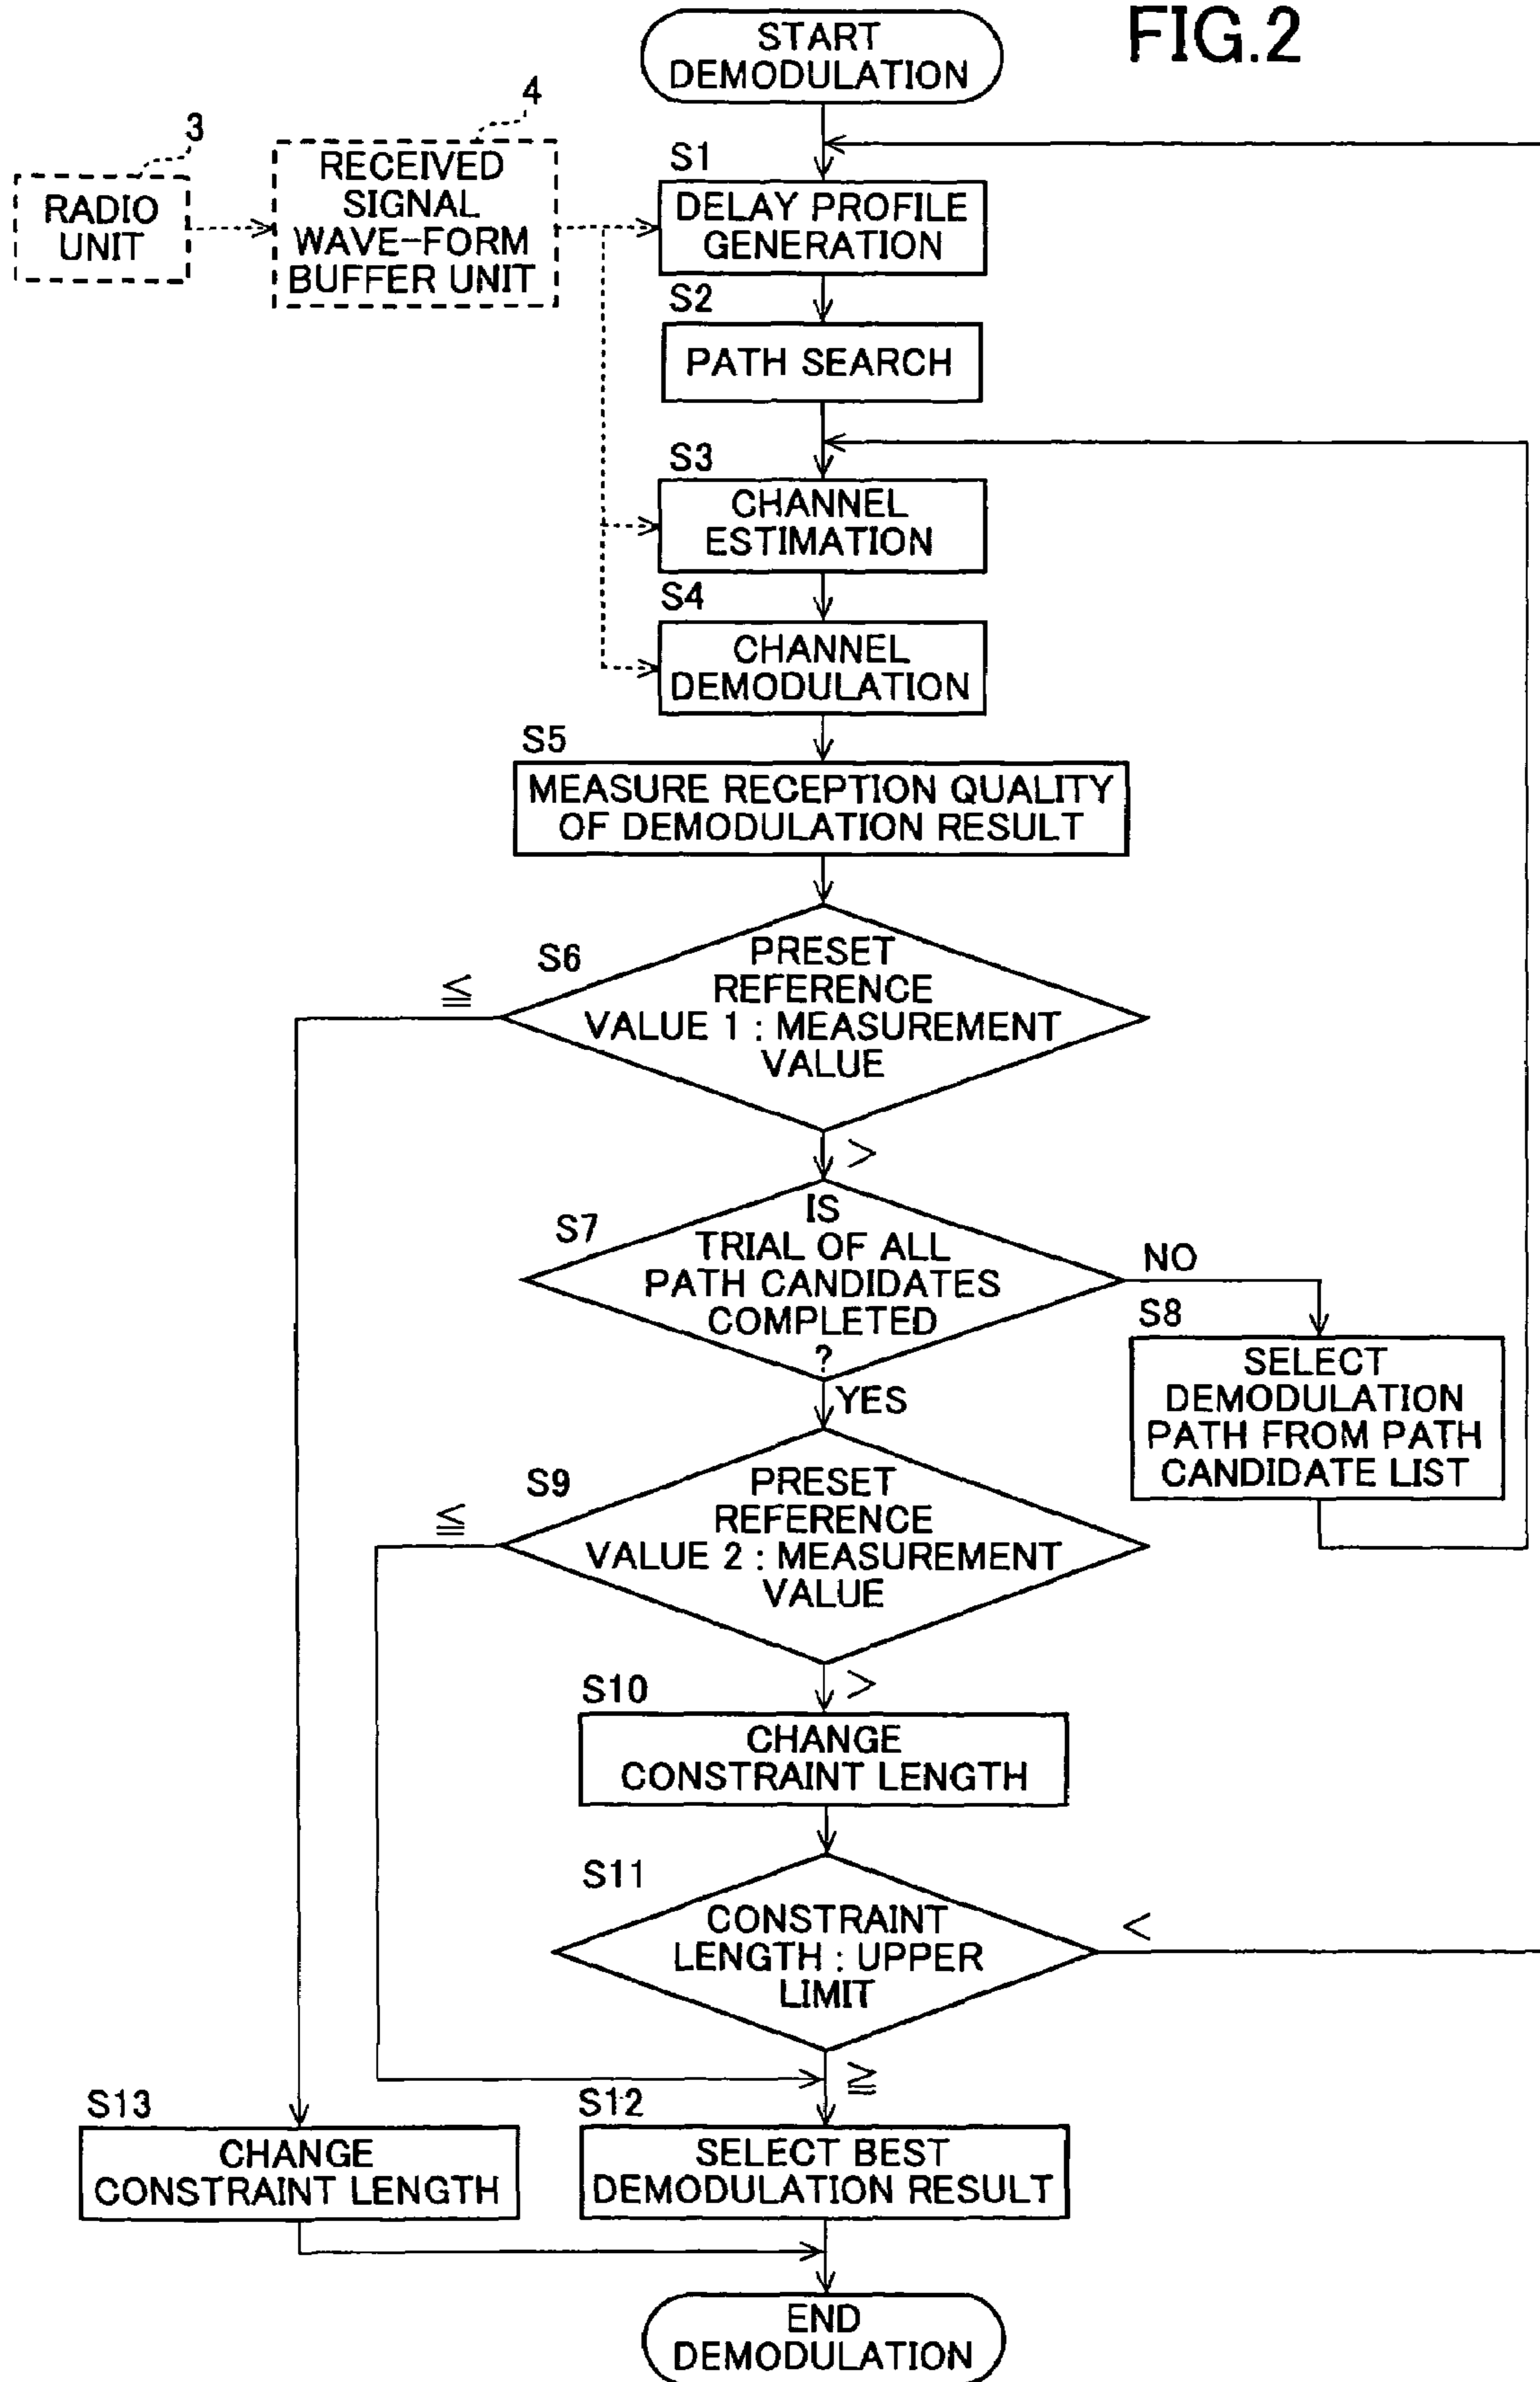 FIG.2
START
DEMODULATION
3
RADIO
UNIT
4
RECEIVED
SIGNAL
WAVE-FORM
BUFFER UNIT
S1
DELAY PROFILE
GENERATION
S2
PATH SEARCH
S3
CHANNEL
ESTIMATION
S4
CHANNEL
DEMODULATION
S5
MEASURE RECEPTION QUALITY
OF DEMODULATION RESULT
S6
PRESET
REFERENCE
VALUE 1 : MEASUREMENT
VALUE
≦
>
S7
IS
TRIAL OF ALL
PATH CANDIDATES
COMPLETED
?
NO
YES
S8
SELECT
DEMODULATION
PATH FROM PATH
CANDIDATE LIST
S9
PRESET
REFERENCE
VALUE 2 : MEASUREMENT
VALUE
≦
>
S10
CHANGE
CONSTRAINT LENGTH
S11
CONSTRAINT
LENGTH : UPPER
LIMIT
<
≧
S13
CHANGE
CONSTRAINT LENGTH
S12
SELECT BEST
DEMODULATION RESULT
END
DEMODULATION